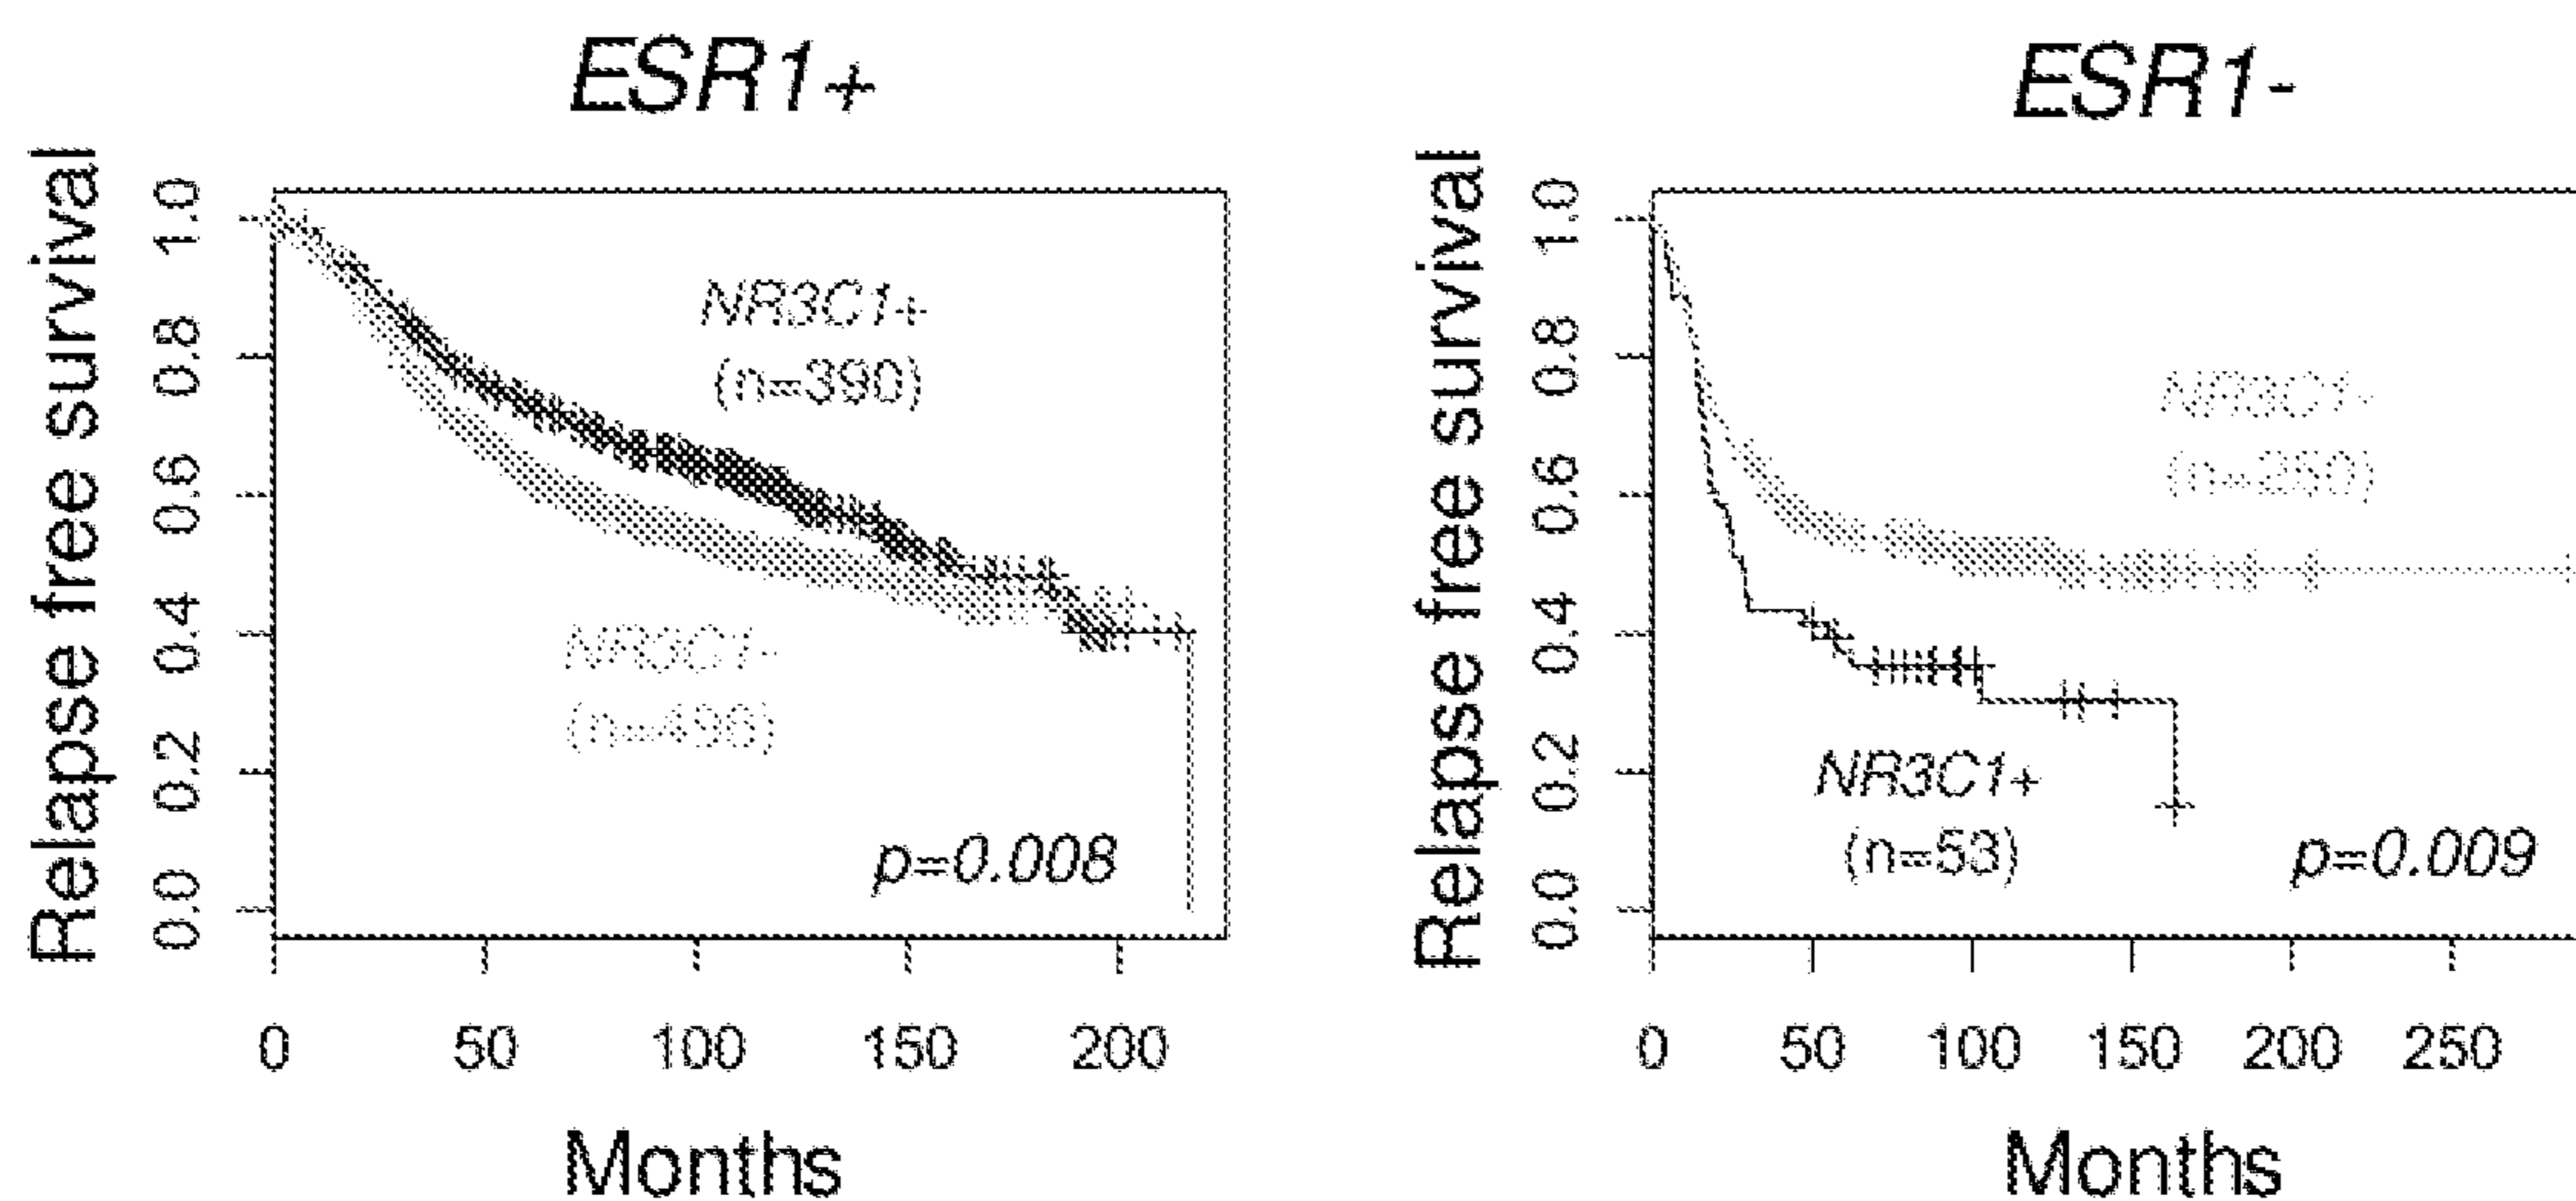 ESR1+
Relapse free survival
1.0
0.8
0.6
0.4
0.2
0.0
NR3C1+
(n=390)
NR3C1-
p=0.008
0 50 100 150 200
Months
ESR1-
Relapse free survival
1.0
0.8
0.6
0.4
0.2
0.0
NR3C1-
NR3C1+
(n=53)
p=0.009
0 50 100 150 200 250
Months